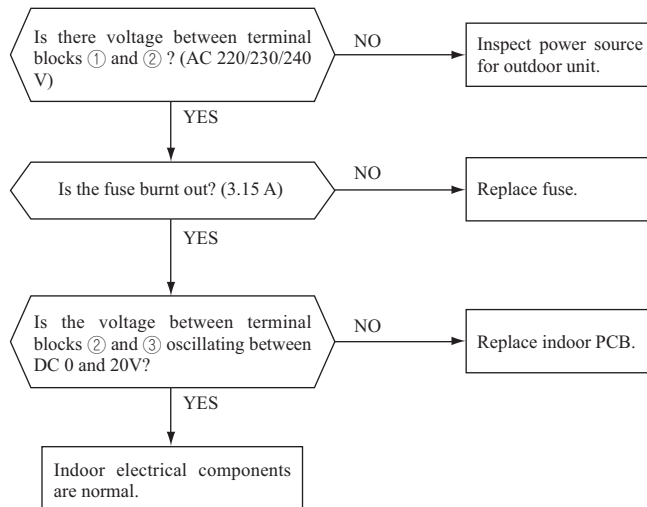 Is there voltage between terminal
blocks ① and ② ? (AC 220/230/240
V)
NO
Inspect power source
for outdoor unit.
YES
Is the fuse burnt out? (3.15 A)
NO
Replace fuse.
YES
Is the voltage between terminal
blocks ② and ③ oscillating between
DC 0 and 20V?
NO
Replace indoor PCB.
YES
Indoor electrical components
are normal.